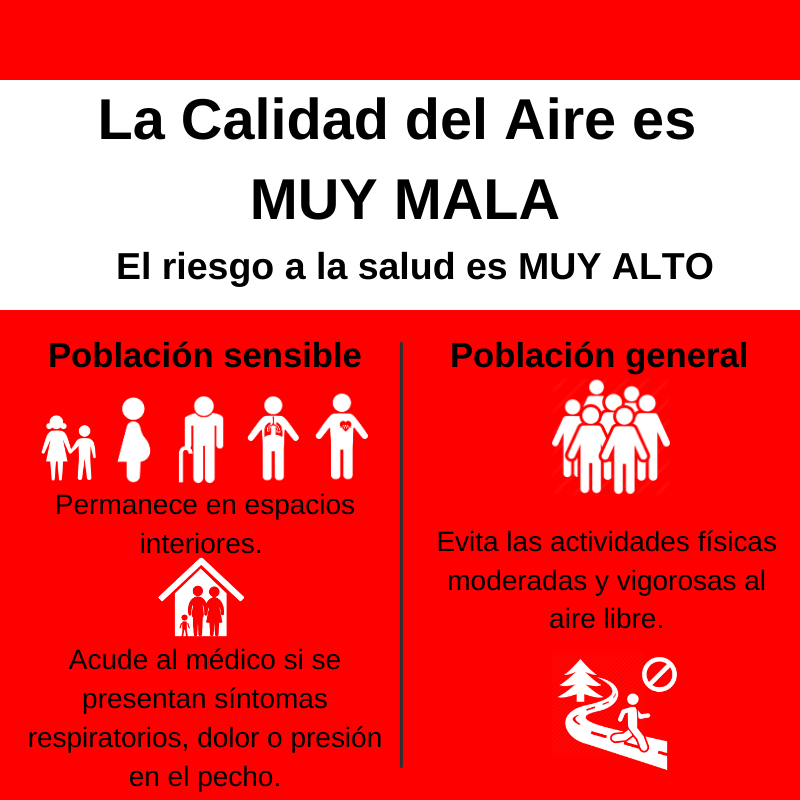 La Calidad del Aire es
MUY MALA
El riesgo a la salud es MUY ALTO
Población sensible
Permanece en espacios
interiores.
Acude al médico si se
presentan síntomas
respiratorios, dolor o presión
en el pecho.
Población general
Evita las actividades físicas
moderadas y vigorosas al
aire libre.